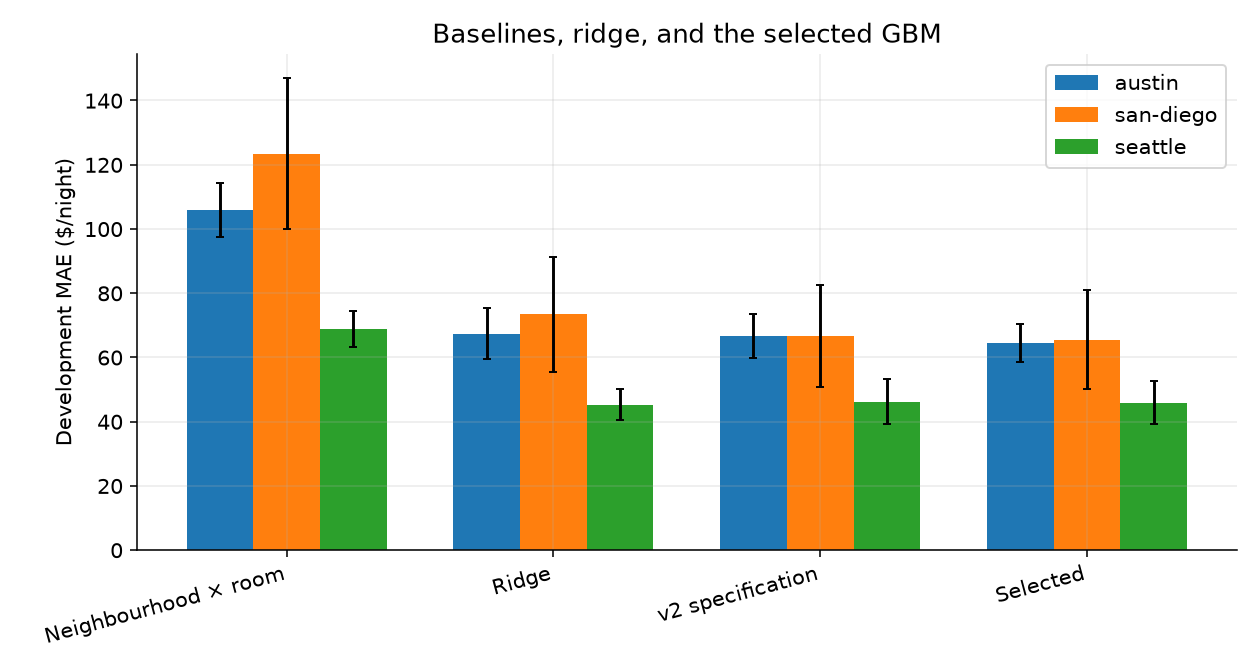 Baselines, ridge, and the selected GBM
austin
san-diego
seattle
Development MAE ($/night)
140
120
100
80
60
40
20
0
Neighbourhood × room
Ridge
v2 specification
Selected